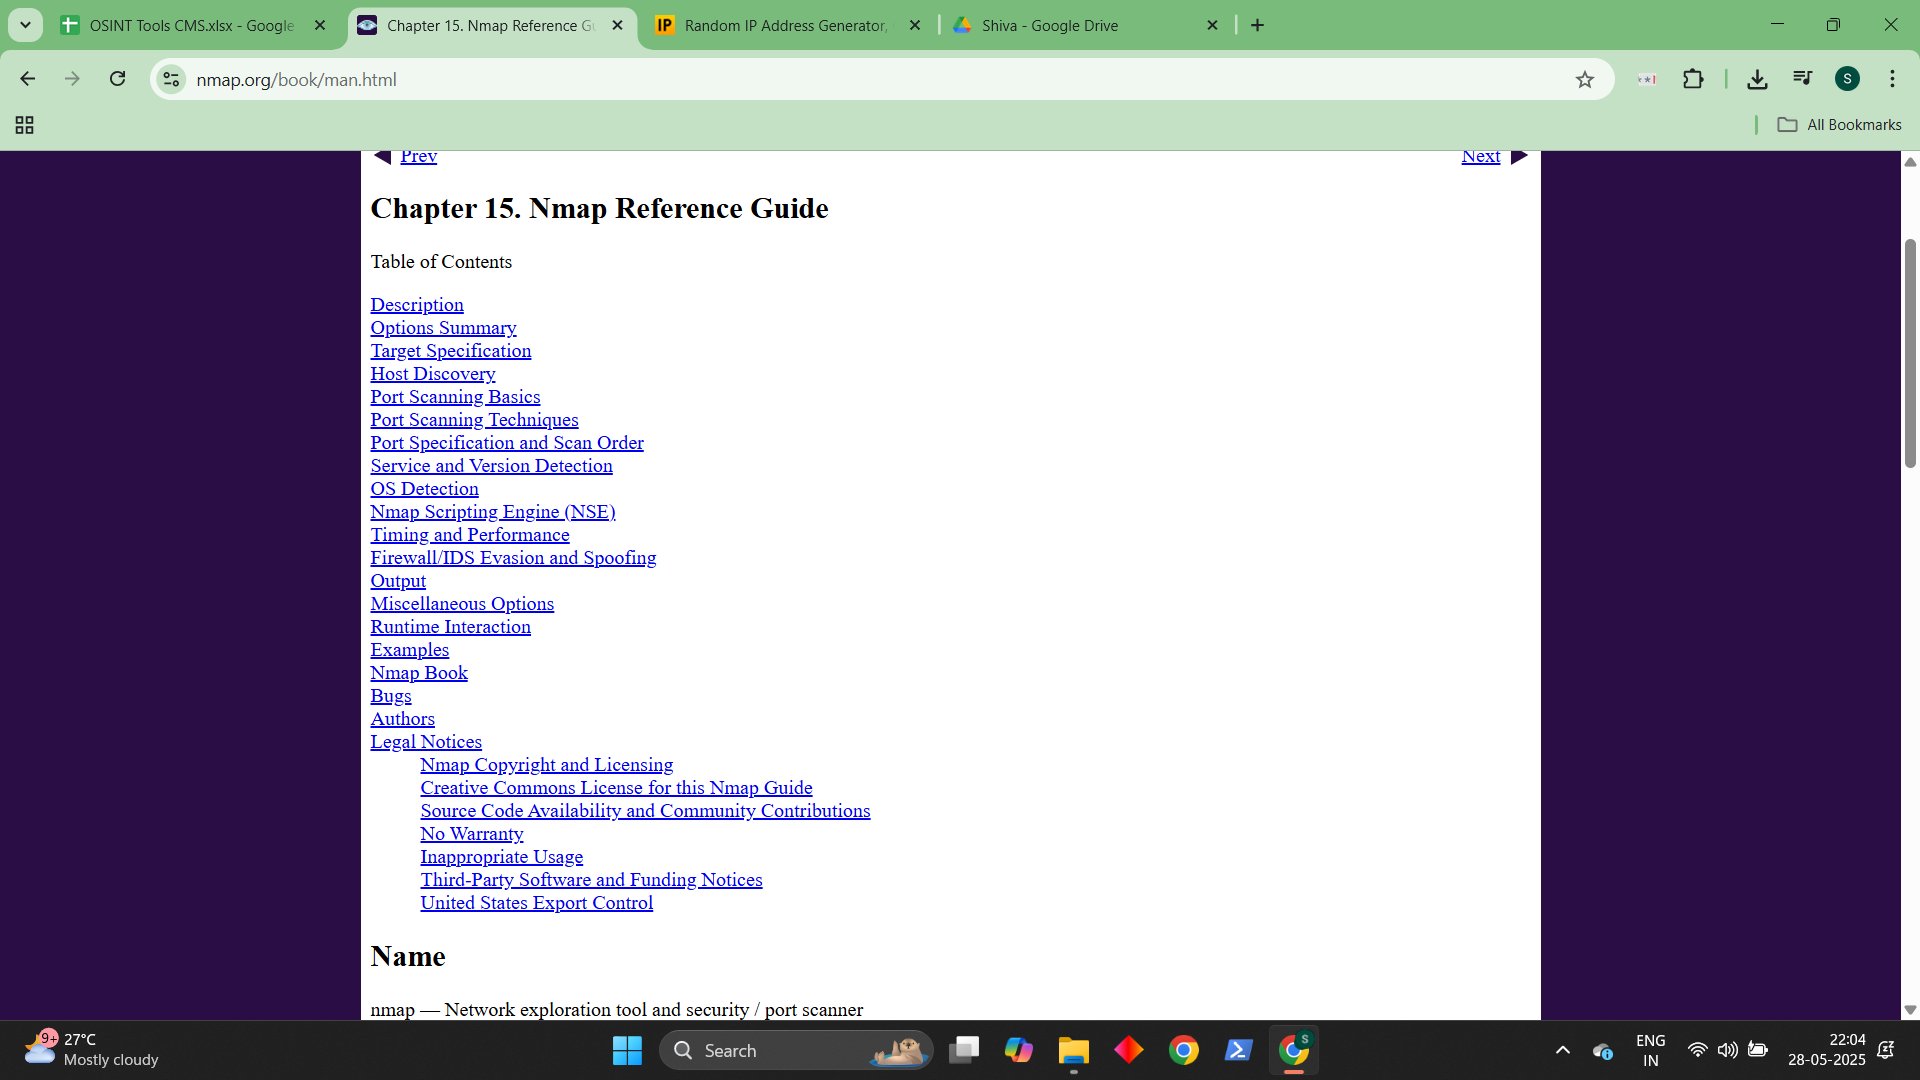 OSINT Tools CMS.xlsx - Google
Chapter 15. Nmap Reference G
Random IP Address Generator,
Shiva - Google Drive
nmap.org/book/man.html
S
All Bookmarks
Prev
Next
Chapter 15. Nmap Reference Guide
Table of Contents
Description
Options Summary
Target Specification
Host Discovery
Port Scanning Basics
Port Scanning Techniques
Port Specification and Scan Order
Service and Version Detection
OS Detection
Nmap Scripting Engine (NSE)
Timing and Performance
Firewall/IDS Evasion and Spoofing
Output
Miscellaneous Options
Runtime Interaction
Examples
Nmap Book
Bugs
Authors
Legal Notices
Nmap Copyright and Licensing
Creative Commons License for this Nmap Guide
Source Code Availability and Community Contributions
No Warranty
Inappropriate Usage
Third-Party Software and Funding Notices
United States Export Control
Name
nmap — Network exploration tool and security / port scanner
9+
27°C
Mostly cloudy
Search
S
ENG
IN
22:04
28-05-2025